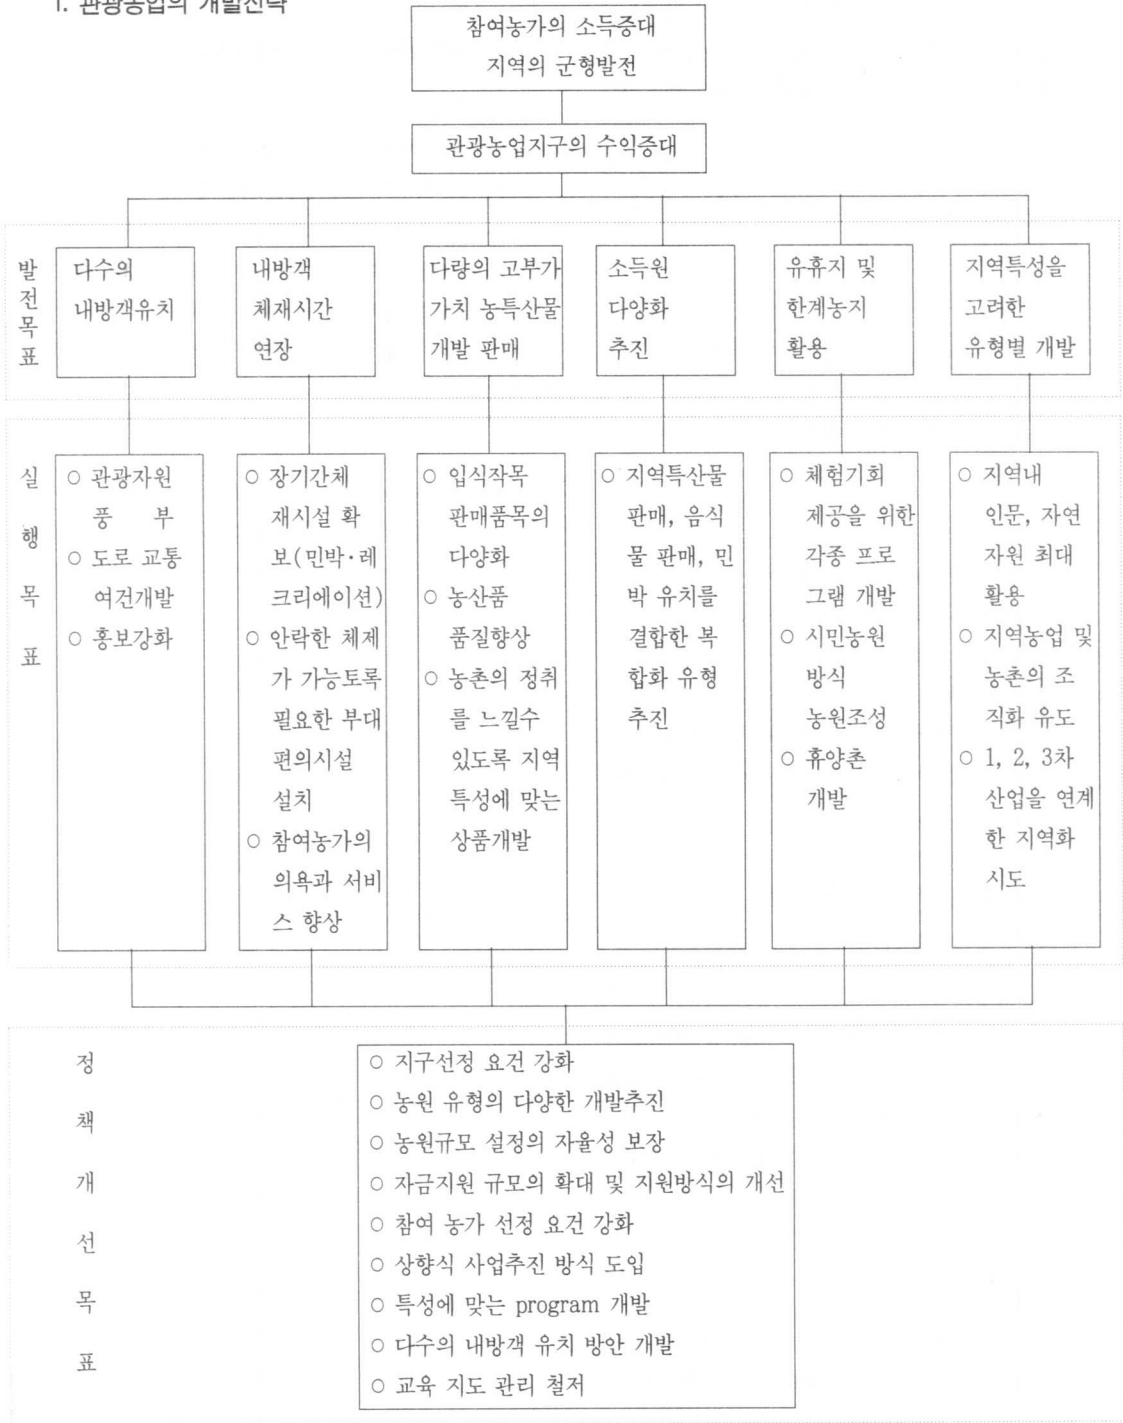 1. 관광농업의 개발전략
참여농가의 소득증대
지역의 군형발전
관광농업지구의 수익증대
발전목표
다수의
내방객유치
내방객
체재시간
연장
다량의 고부가
가치 농특산물
개발 판매
소득원
다양화
추진
유휴지 및
한계농지
활용
지역특성을
고려한
유형별 개발
실행목표
○ 관광자원
풍 부
○ 도로 교통
여건개발
○ 홍보강화
○ 장기간체
재시설 확
보(민박·레
크리에이션)
○ 안락한 체제
가 가능토록
필요한 부대
편의시설
설치
○ 참여농가의
의욕과 서비
스 향상
○ 입식작목
판매품목의
다양화
○ 농산품
품질향상
○ 농촌의 정취
를 느낄수
있도록 지역
특성에 맞는
상품개발
○ 지역특산물
판매, 음식
물 판매, 민
박 유치를
결합한 복
합화 유형
추진
○ 체험기회
제공을 위한
각종 프로
그램 개발
○ 시민농원
방식
농원조성
○ 휴양촌
개발
○ 지역내
인문, 자연
자원 최대
활용
○ 지역농업 및
농촌의 조
직화 유도
○ 1, 2, 3차
산업을 연계
한 지역화
시도
정책개선목표
○ 지구선정 요건 강화
○ 농원 유형의 다양한 개발추진
○ 농원규모 설정의 자율성 보장
○ 자금지원 규모의 확대 및 지원방식의 개선
○ 참여 농가 선정 요건 강화
○ 상향식 사업추진 방식 도입
○ 특성에 맞는 program 개발
○ 다수의 내방객 유치 방안 개발
○ 교육 지도 관리 철저